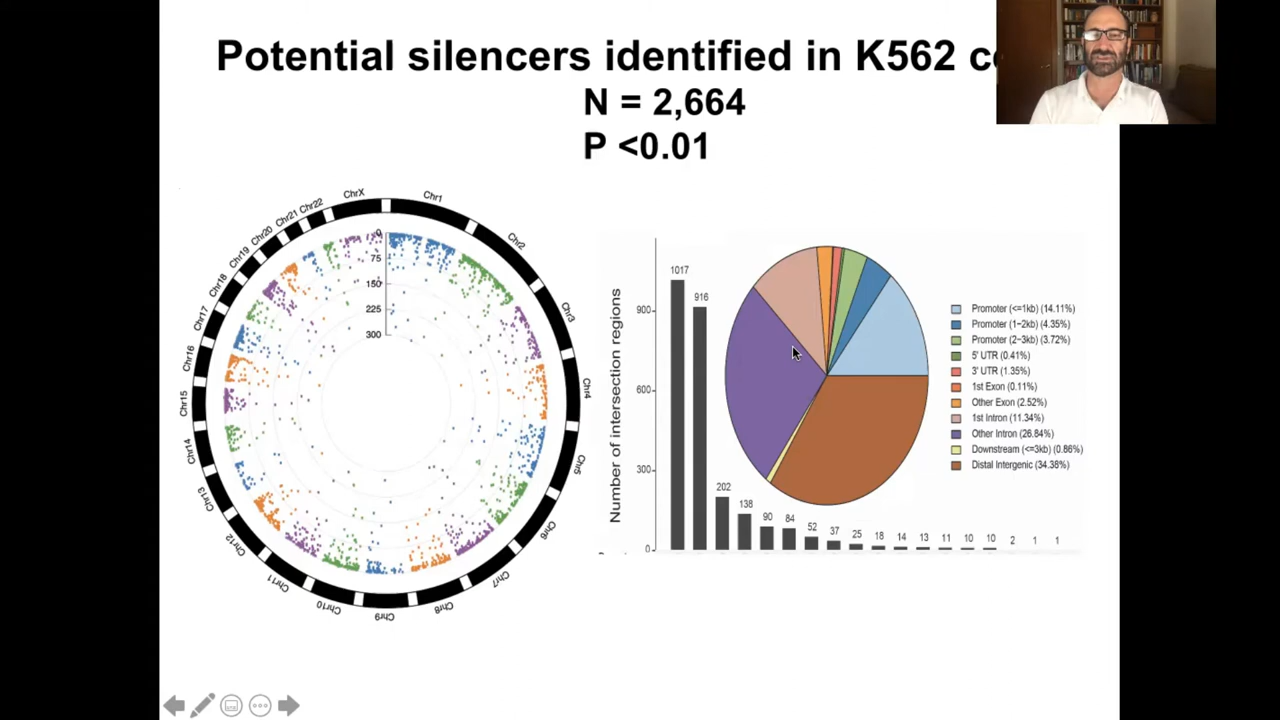 Potential silencers identified in K562
N = 2,664
P <0.01
ChrX
Chr1
Chr2
Chr3
Chr4
Chr5
Chr6
Chr7
Chr8
Chr9
Chr10
Chr11
Chr12
Chr13
Chr14
Chr15
Chr16
Chr17
Chr18
Chr19
Chr20
Chr21
Chr22
0
75
150
225
300
Number of intersection regions
900
600
300
0
1017
916
202
138
90
84
52
37
25
18
14
13
11
10
10
2
1
1
Promoter (<=1kb) (14.11%)
Promoter (1-2kb) (4.35%)
Promoter (2-3kb) (3.72%)
5' UTR (0.41%)
3' UTR (1.35%)
1st Exon (0.11%)
Other Exon (2.52%)
1st Intron (11.34%)
Other Intron (26.84%)
Downstream (<=3kb) (0.86%)
Distal Intergenic (34.38%)